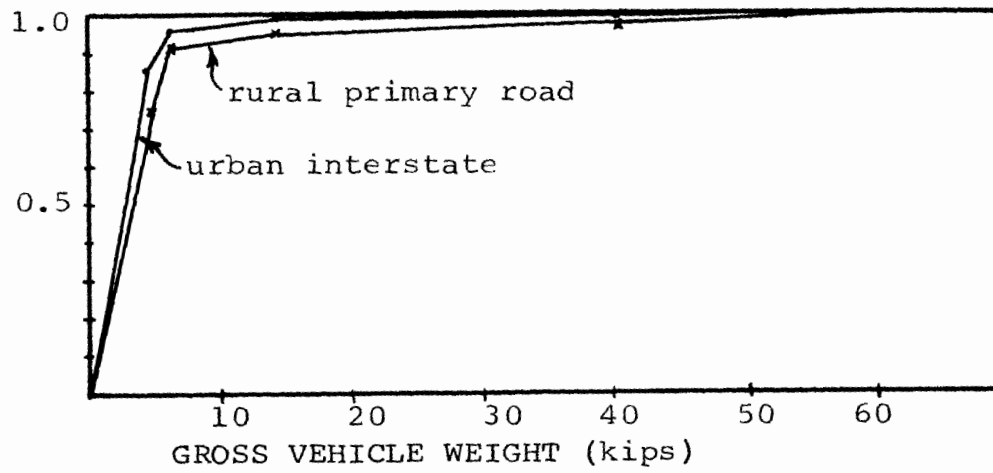 1.0
rural primary road
urban interstate
0.5
10 20 30 40 50 60
GROSS VEHICLE WEIGHT (kips)